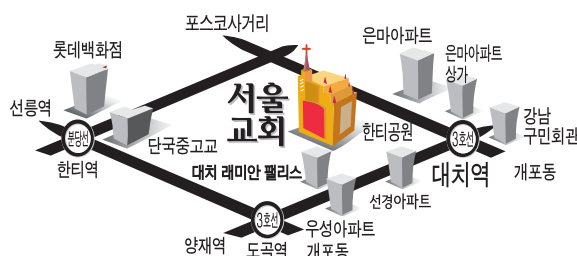 포스코사거리
은마아파트
롯데백화점
은마아파트
상가
선릉역
서울
교회
강남
구민회관
분당선
단국중고교
한티공원
3호선
한티역
대치 래미안 팰리스
대치역
개포동
선경아파트
3호선
우성아파트
양재역
도곡역
개포동